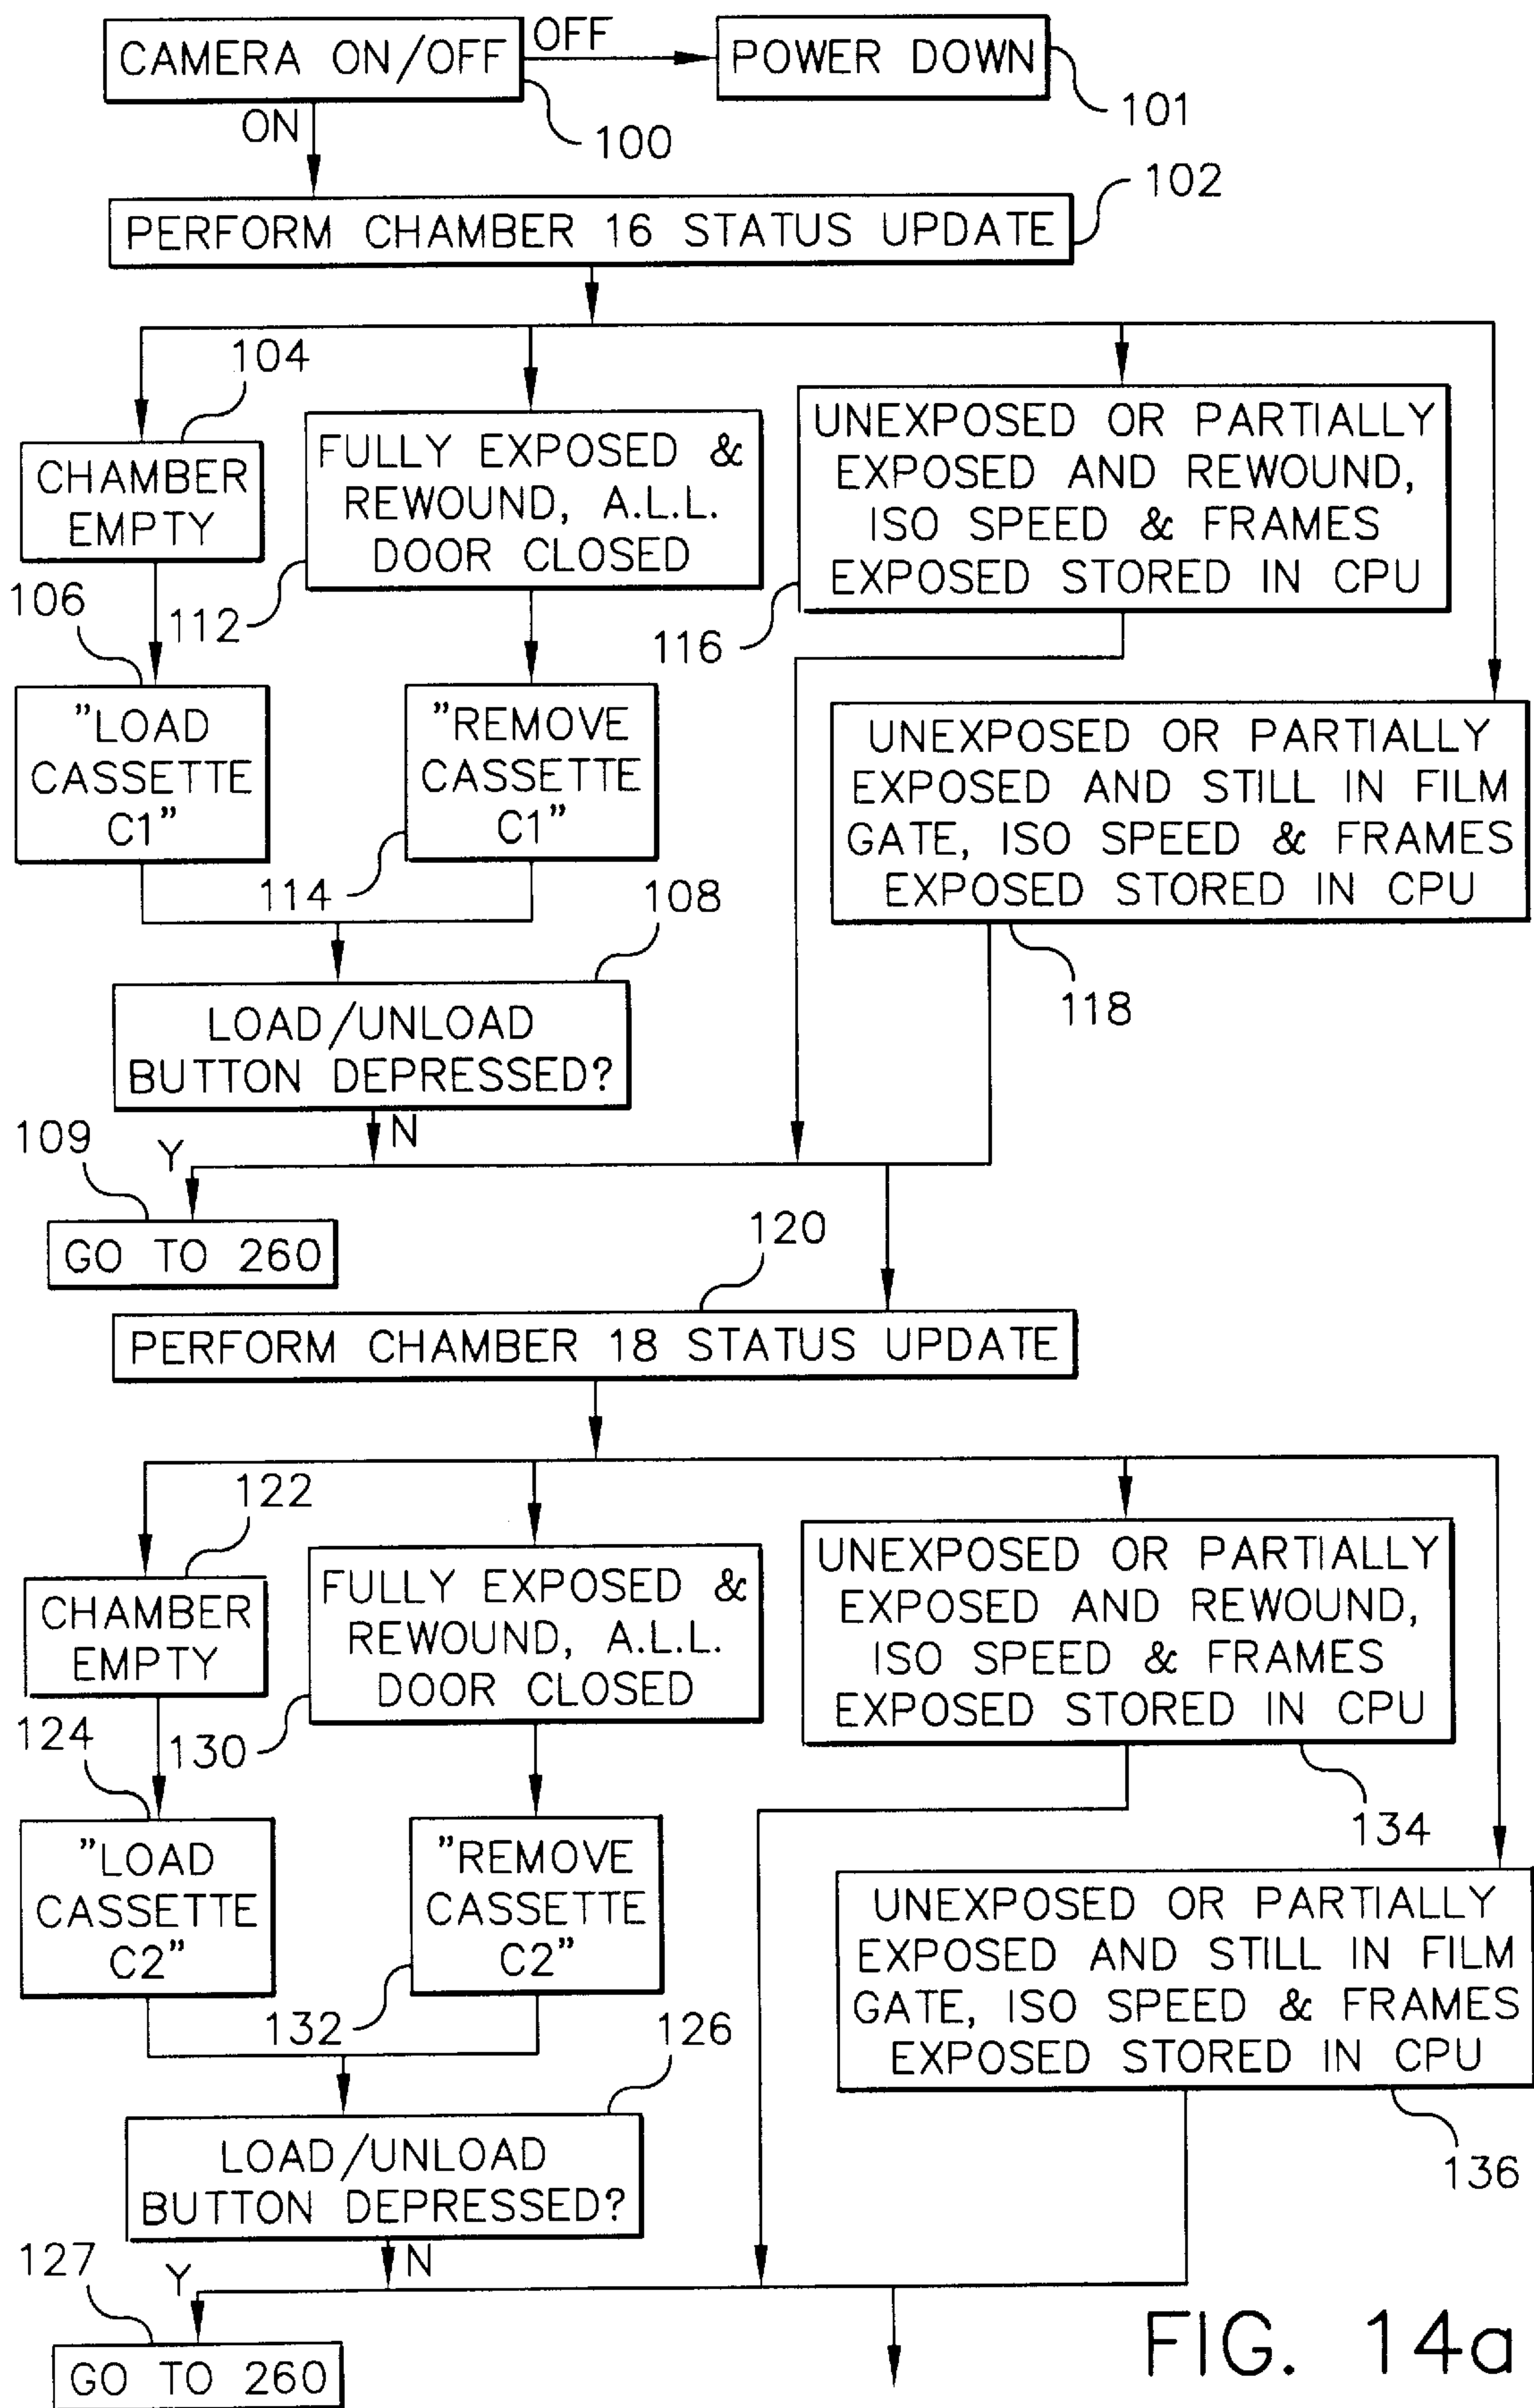 CAMERA ON/OFF
OFF
POWER DOWN
101
ON
100
102
PERFORM CHAMBER 16 STATUS UPDATE
104
CHAMBER
EMPTY
FULLY EXPOSED &
REWOUND, A.L.L.
DOOR CLOSED
UNEXPOSED OR PARTIALLY
EXPOSED AND REWOUND,
ISO SPEED & FRAMES
EXPOSED STORED IN CPU
106
112
116
"LOAD
CASSETTE
C1"
"REMOVE
CASSETTE
C1"
UNEXPOSED OR PARTIALLY
EXPOSED AND STILL IN FILM
GATE, ISO SPEED & FRAMES
EXPOSED STORED IN CPU
114
108
118
LOAD/UNLOAD
BUTTON DEPRESSED?
109
Y
N
GO TO 260
120
PERFORM CHAMBER 18 STATUS UPDATE
122
CHAMBER
EMPTY
FULLY EXPOSED &
REWOUND, A.L.L.
DOOR CLOSED
UNEXPOSED OR PARTIALLY
EXPOSED AND REWOUND,
ISO SPEED & FRAMES
EXPOSED STORED IN CPU
124
130
134
"LOAD
CASSETTE
C2"
"REMOVE
CASSETTE
C2"
UNEXPOSED OR PARTIALLY
EXPOSED AND STILL IN FILM
GATE, ISO SPEED & FRAMES
EXPOSED STORED IN CPU
132
126
136
LOAD/UNLOAD
BUTTON DEPRESSED?
127
Y
N
GO TO 260
FIG. 14a